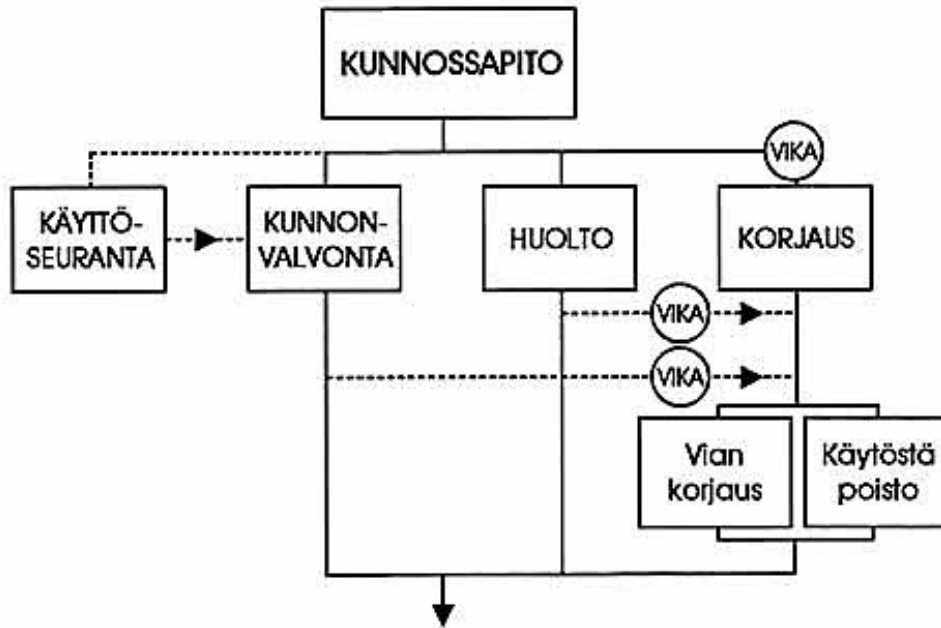 KUNNOSSAPITO
VIKA
KÄYTTÖ-
SEURANTA
KUNNON-
VALVONTA
HUOLTO
KORJAUS
VIKA
VIKA
Vian
korjaus
Käytöstä
poisto